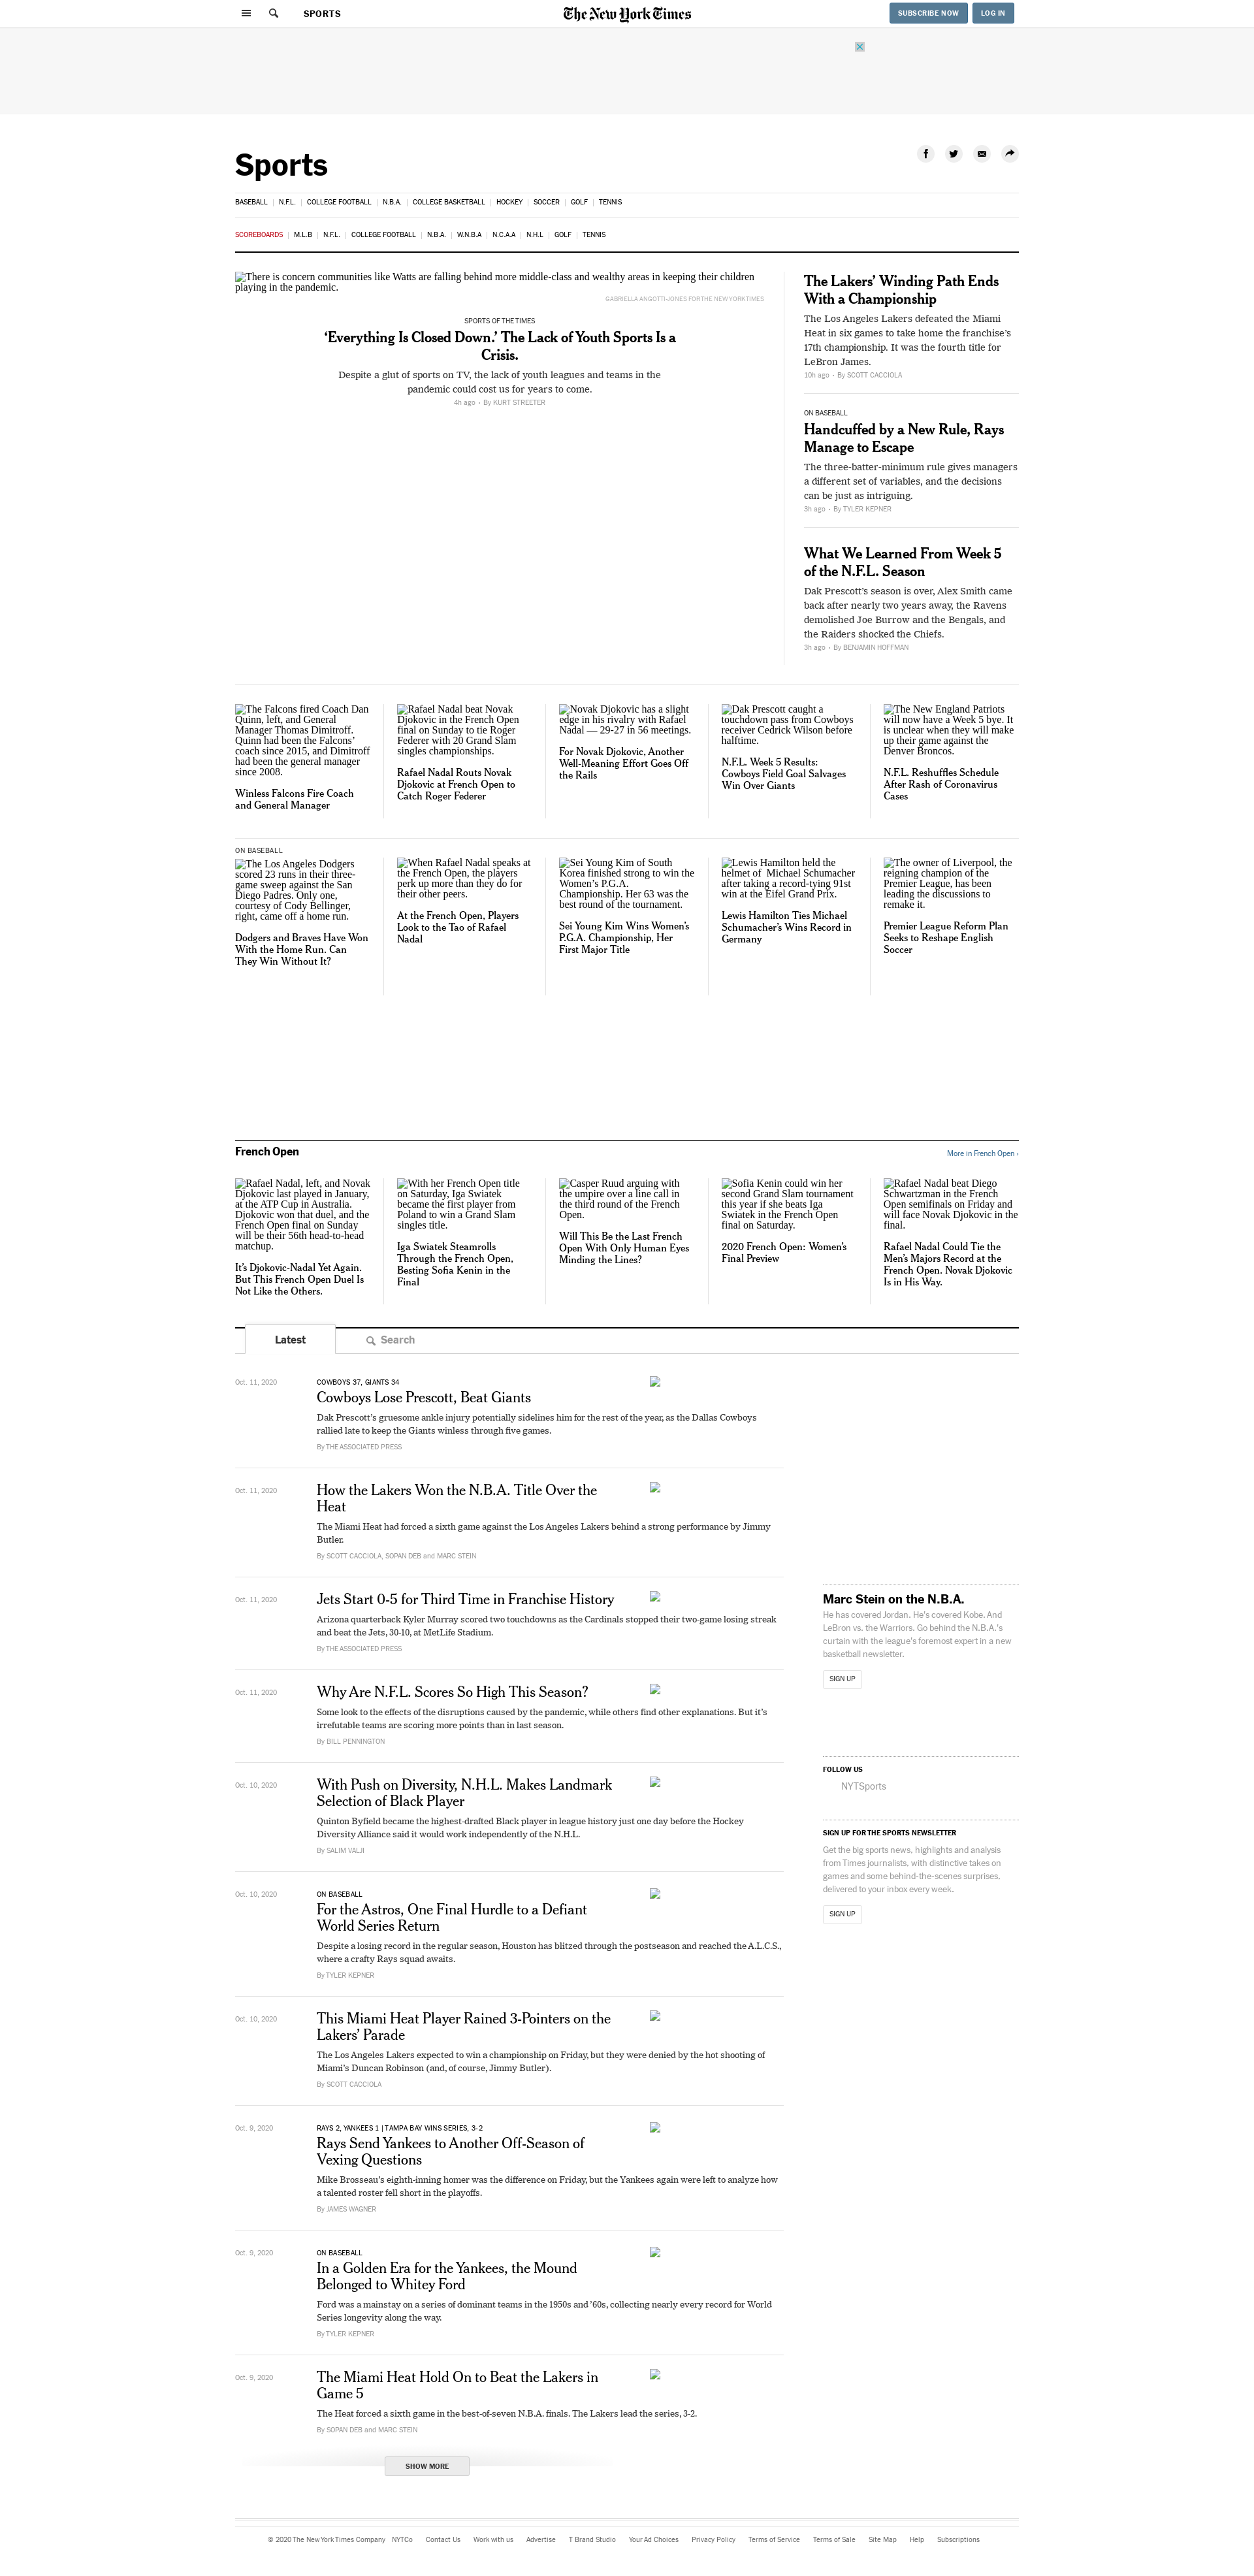 SPORTS
The New York Times
SUBSCRIBE NOW
LOG IN
Sports
BASEBALL | N.F.L. | COLLEGE FOOTBALL | N.B.A. | COLLEGE BASKETBALL | HOCKEY | SOCCER | GOLF | TENNIS
SCOREBOARDS | M.L.B | N.F.L. | COLLEGE FOOTBALL | N.B.A. | W.N.B.A | N.C.A.A | N.H.L | GOLF | TENNIS
There is concern communities like Watts are falling behind more middle-class and wealthy areas in keeping their children
playing in the pandemic.
GABRIELLA ANGOTTI-JONES FOR THE NEW YORK TIMES
SPORTS OF THE TIMES
‘Everything Is Closed Down.’ The Lack of Youth Sports Is a
Crisis.
Despite a glut of sports on TV, the lack of youth leagues and teams in the
pandemic could cost us for years to come.
4h ago • By KURT STREETER
The Lakers’ Winding Path Ends
With a Championship
The Los Angeles Lakers defeated the Miami
Heat in six games to take home the franchise’s
17th championship. It was the fourth title for
LeBron James.
10h ago • By SCOTT CACCIOLA
ON BASEBALL
Handcuffed by a New Rule, Rays
Manage to Escape
The three-batter-minimum rule gives managers
a different set of variables, and the decisions
can be just as intriguing.
3h ago • By TYLER KEPNER
What We Learned From Week 5
of the N.F.L. Season
Dak Prescott’s season is over, Alex Smith came
back after nearly two years away, the Ravens
demolished Joe Burrow and the Bengals, and
the Raiders shocked the Chiefs.
3h ago • By BENJAMIN HOFFMAN
The Falcons fired Coach Dan
Quinn, left, and General
Manager Thomas Dimitroff.
Quinn had been the Falcons’
coach since 2015, and Dimitroff
had been the general manager
since 2008.
Winless Falcons Fire Coach
and General Manager
Rafael Nadal beat Novak
Djokovic in the French Open
final on Sunday to tie Roger
Federer with 20 Grand Slam
singles championships.
Rafael Nadal Routs Novak
Djokovic at French Open to
Catch Roger Federer
Novak Djokovic has a slight
edge in his rivalry with Rafael
Nadal — 29-27 in 56 meetings.
For Novak Djokovic, Another
Well-Meaning Effort Goes Off
the Rails
Dak Prescott caught a
touchdown pass from Cowboys
receiver Cedrick Wilson before
halftime.
N.F.L. Week 5 Results:
Cowboys Field Goal Salvages
Win Over Giants
The New England Patriots
will now have a Week 5 bye. It
is unclear when they will make
up their game against the
Denver Broncos.
N.F.L. Reshuffles Schedule
After Rash of Coronavirus
Cases
ON BASEBALL
The Los Angeles Dodgers
scored 23 runs in their three-
game sweep against the San
Diego Padres. Only one,
courtesy of Cody Bellinger,
right, came off a home run.
Dodgers and Braves Have Won
With the Home Run. Can
They Win Without It?
When Rafael Nadal speaks at
the French Open, the players
perk up more than they do for
their other peers.
At the French Open, Players
Look to the Tao of Rafael
Nadal
Sei Young Kim of South
Korea finished strong to win the
Women’s P.G.A.
Championship. Her 63 was the
best round of the tournament.
Sei Young Kim Wins Women’s
P.G.A. Championship, Her
First Major Title
Lewis Hamilton held the
helmet of Michael Schumacher
after taking a record-tying 91st
win at the Eifel Grand Prix.
Lewis Hamilton Ties Michael
Schumacher’s Wins Record in
Germany
The owner of Liverpool, the
reigning champion of the
Premier League, has been
leading the discussions to
remake it.
Premier League Reform Plan
Seeks to Reshape English
Soccer
French Open
More in French Open ›
Rafael Nadal, left, and Novak
Djokovic last played in January,
at the ATP Cup in Australia.
Djokovic won that duel, and the
French Open final on Sunday
will be their 56th head-to-head
matchup.
It’s Djokovic-Nadal Yet Again.
But This French Open Duel Is
Not Like the Others.
With her French Open title
on Saturday, Iga Swiatek
became the first player from
Poland to win a Grand Slam
singles title.
Iga Swiatek Steamrolls
Through the French Open,
Besting Sofia Kenin in the
Final
Casper Ruud arguing with
the umpire over a line call in
the third round of the French
Open.
Will This Be the Last French
Open With Only Human Eyes
Minding the Lines?
Sofia Kenin could win her
second Grand Slam tournament
this year if she beats Iga
Swiatek in the French Open
final on Saturday.
2020 French Open: Women’s
Final Preview
Rafael Nadal beat Diego
Schwartzman in the French
Open semifinals on Friday and
will face Novak Djokovic in the
final.
Rafael Nadal Could Tie the
Men’s Majors Record at the
French Open. Novak Djokovic
Is in His Way.
Latest
Search
Oct. 11, 2020
COWBOYS 37, GIANTS 34
Cowboys Lose Prescott, Beat Giants
Dak Prescott’s gruesome ankle injury potentially sidelines him for the rest of the year, as the Dallas Cowboys
rallied late to keep the Giants winless through five games.
By THE ASSOCIATED PRESS
Oct. 11, 2020
How the Lakers Won the N.B.A. Title Over the
Heat
The Miami Heat had forced a sixth game against the Los Angeles Lakers behind a strong performance by Jimmy
Butler.
By SCOTT CACCIOLA, SOPAN DEB and MARC STEIN
Oct. 11, 2020
Jets Start 0-5 for Third Time in Franchise History
Arizona quarterback Kyler Murray scored two touchdowns as the Cardinals stopped their two-game losing streak
and beat the Jets, 30-10, at MetLife Stadium.
By THE ASSOCIATED PRESS
Oct. 11, 2020
Why Are N.F.L. Scores So High This Season?
Some look to the effects of the disruptions caused by the pandemic, while others find other explanations. But it’s
irrefutable teams are scoring more points than in last season.
By BILL PENNINGTON
Oct. 10, 2020
With Push on Diversity, N.H.L. Makes Landmark
Selection of Black Player
Quinton Byfield became the highest-drafted Black player in league history just one day before the Hockey
Diversity Alliance said it would work independently of the N.H.L.
By SALIM VALJI
Oct. 10, 2020
ON BASEBALL
For the Astros, One Final Hurdle to a Defiant
World Series Return
Despite a losing record in the regular season, Houston has blitzed through the postseason and reached the A.L.C.S.,
where a crafty Rays squad awaits.
By TYLER KEPNER
Oct. 10, 2020
This Miami Heat Player Rained 3-Pointers on the
Lakers’ Parade
The Los Angeles Lakers expected to win a championship on Friday, but they were denied by the hot shooting of
Miami’s Duncan Robinson (and, of course, Jimmy Butler).
By SCOTT CACCIOLA
Oct. 9, 2020
RAYS 2, YANKEES 1 | TAMPA BAY WINS SERIES, 3-2
Rays Send Yankees to Another Off-Season of
Vexing Questions
Mike Brosseau’s eighth-inning homer was the difference on Friday, but the Yankees again were left to analyze how
a talented roster fell short in the playoffs.
By JAMES WAGNER
Oct. 9, 2020
ON BASEBALL
In a Golden Era for the Yankees, the Mound
Belonged to Whitey Ford
Ford was a mainstay on a series of dominant teams in the 1950s and ’60s, collecting nearly every record for World
Series longevity along the way.
By TYLER KEPNER
Oct. 9, 2020
The Miami Heat Hold On to Beat the Lakers in
Game 5
The Heat forced a sixth game in the best-of-seven N.B.A. finals. The Lakers lead the series, 3-2.
By SOPAN DEB and MARC STEIN
SHOW MORE
Marc Stein on the N.B.A.
He has covered Jordan. He’s covered Kobe. And
LeBron vs. the Warriors. Go behind the N.B.A.’s
curtain with the league’s foremost expert in a new
basketball newsletter.
SIGN UP
FOLLOW US
NYTSports
SIGN UP FOR THE SPORTS NEWSLETTER
Get the big sports news, highlights and analysis
from Times journalists, with distinctive takes on
games and some behind-the-scenes surprises,
delivered to your inbox every week.
SIGN UP
© 2020 The New York Times Company NYTCo Contact Us Work with us Advertise T Brand Studio Your Ad Choices Privacy Policy Terms of Service Terms of Sale Site Map Help Subscriptions